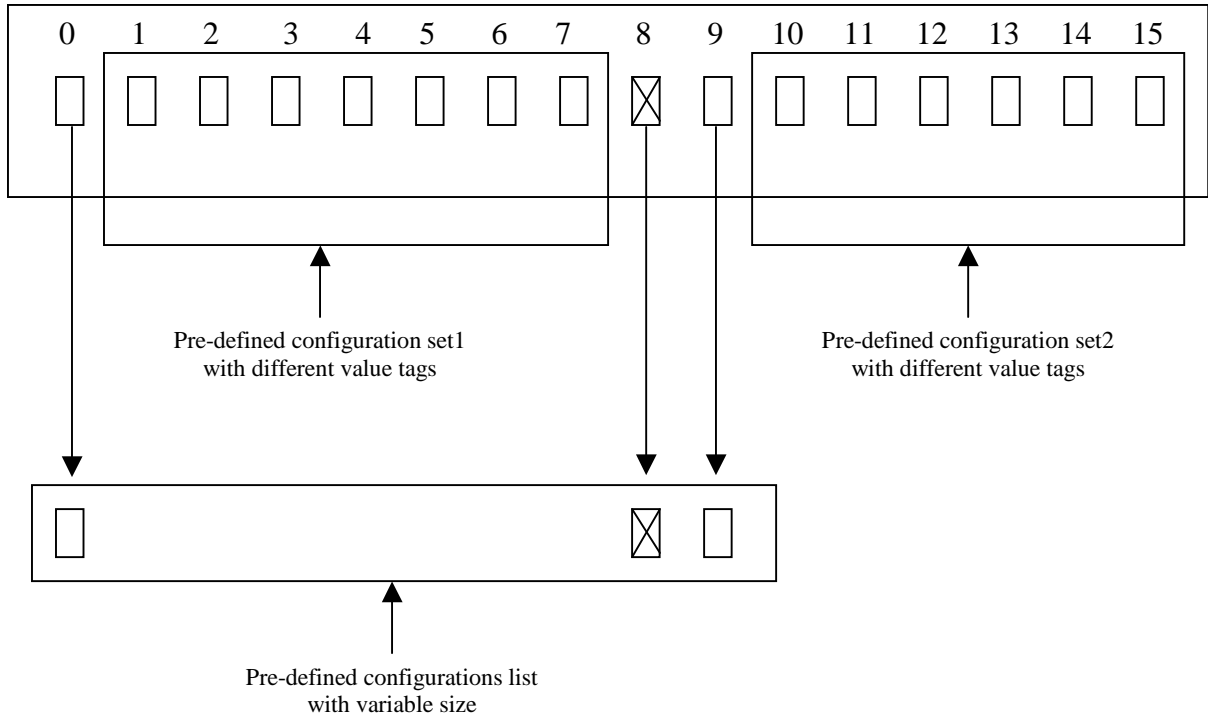 0 1 2 3 4 5 6 7 8 9 10 11 12 13 14 15
Pre-defined configuration set1
with different value tags
Pre-defined configuration set2
with different value tags
Pre-defined configurations list
with variable size